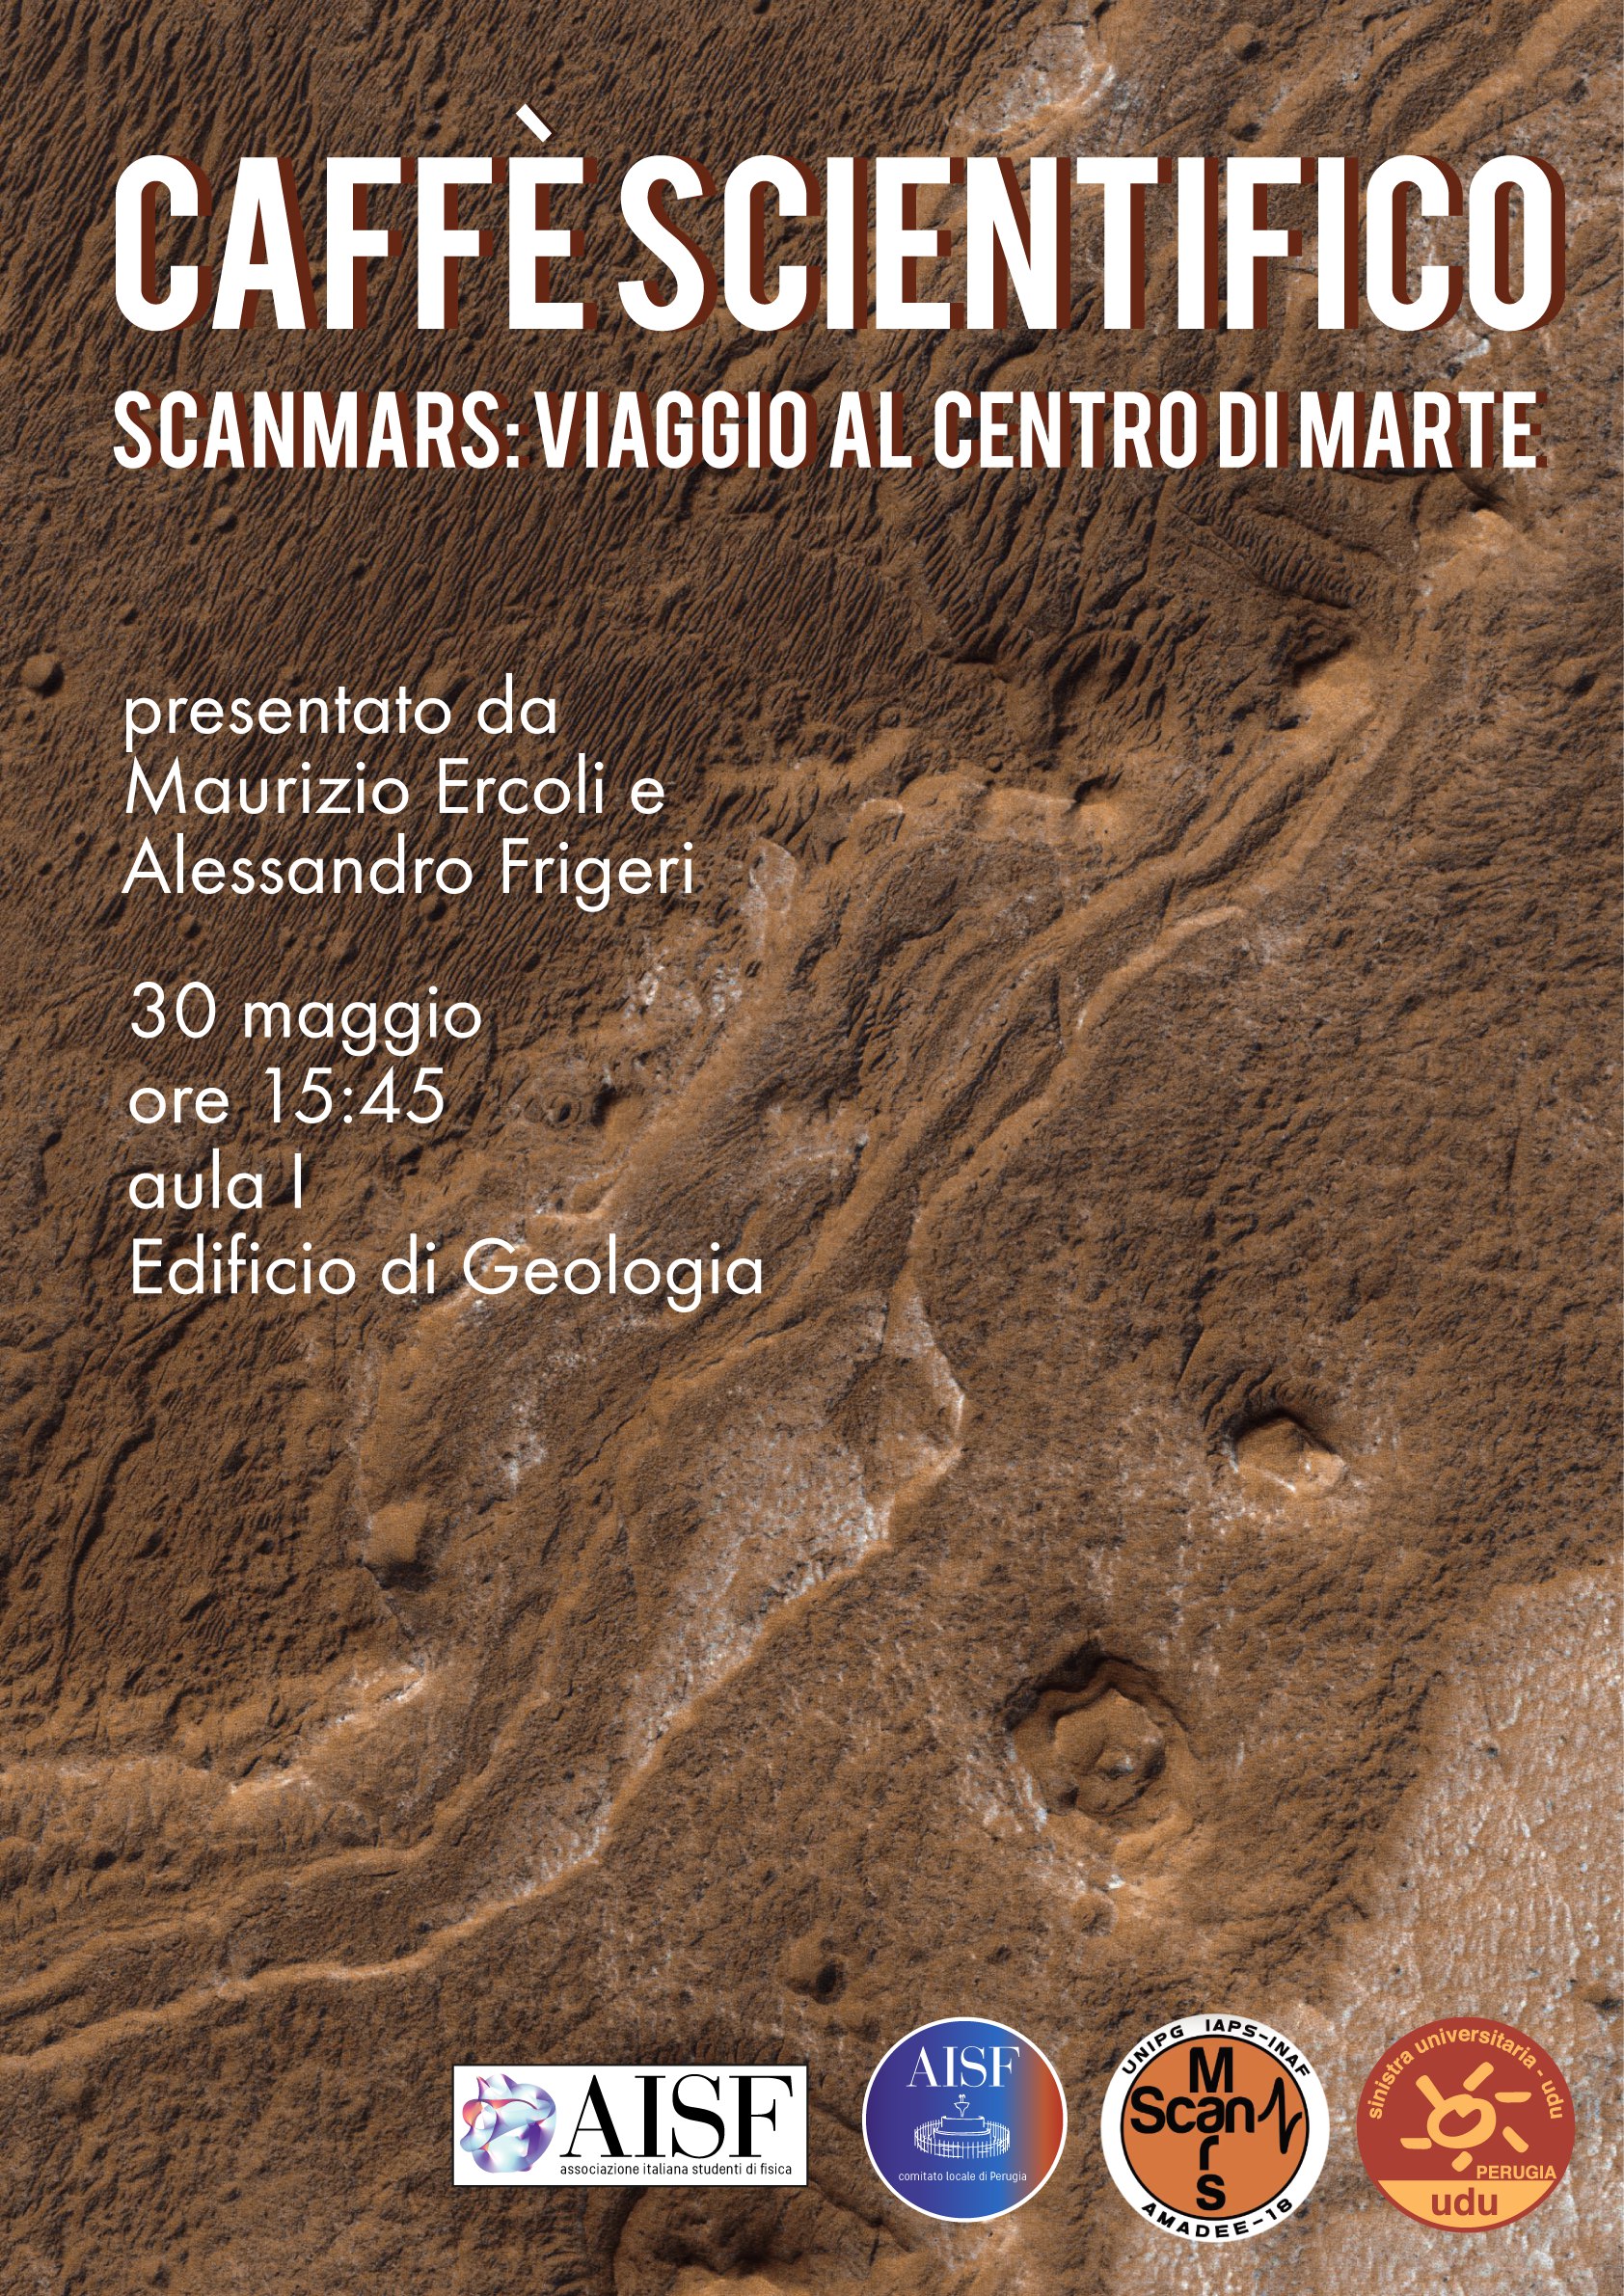 CAFFÈ SCIENTIFICO
SCANMARS: VIAGGIO AL CENTRO DI MARTE
presentato da
Maurizio Ercoli e
Alessandro Frigeri
30 maggio
ore 15:45
aula I
Edificio di Geologia
AISF
associazione italiana studenti di fisica
AISF
comitato locale di Perugia
UNIPG IAPS-INAF
Scan
Mars
AMADEE-18
sinistra universitaria - udu
PERUGIA
udu